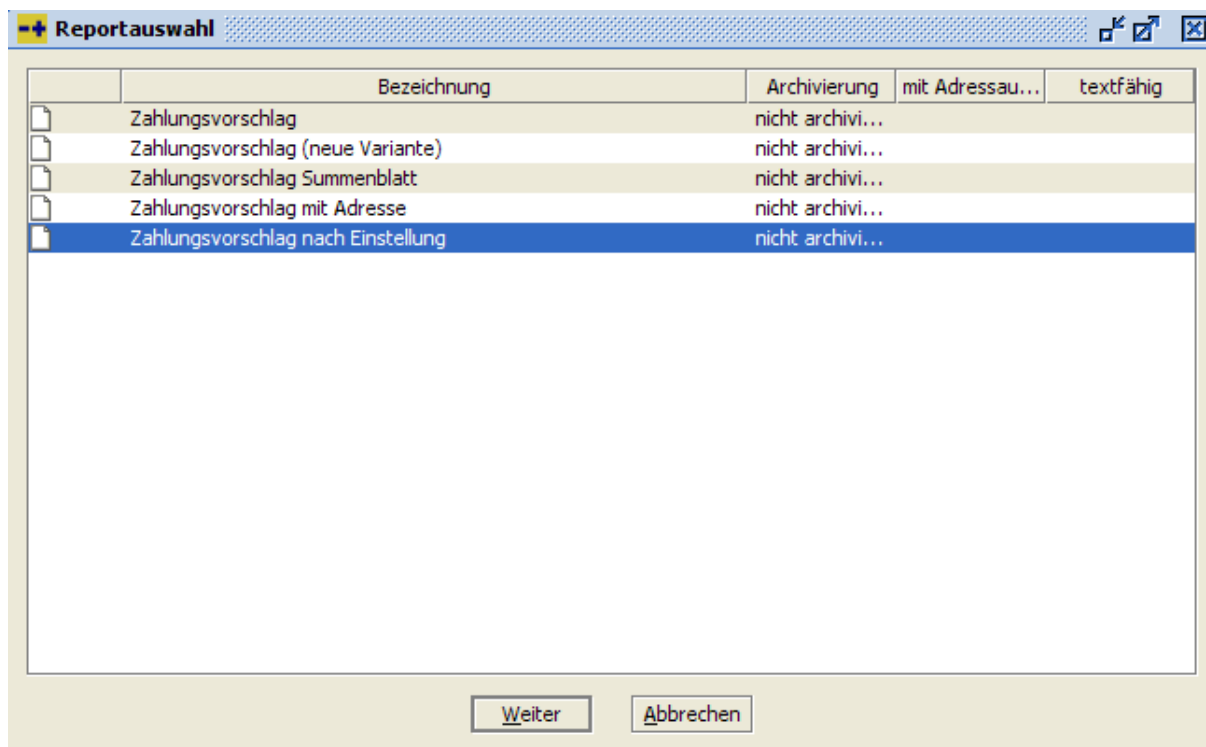 Reportauswahl
Bezeichnung Archivierung mit Adressau... textfähig
Zahlungsvorschlag nicht archivi...
Zahlungsvorschlag (neue Variante) nicht archivi...
Zahlungsvorschlag Summenblatt nicht archivi...
Zahlungsvorschlag mit Adresse nicht archivi...
Zahlungsvorschlag nach Einstellung nicht archivi...
Weiter Abbrechen